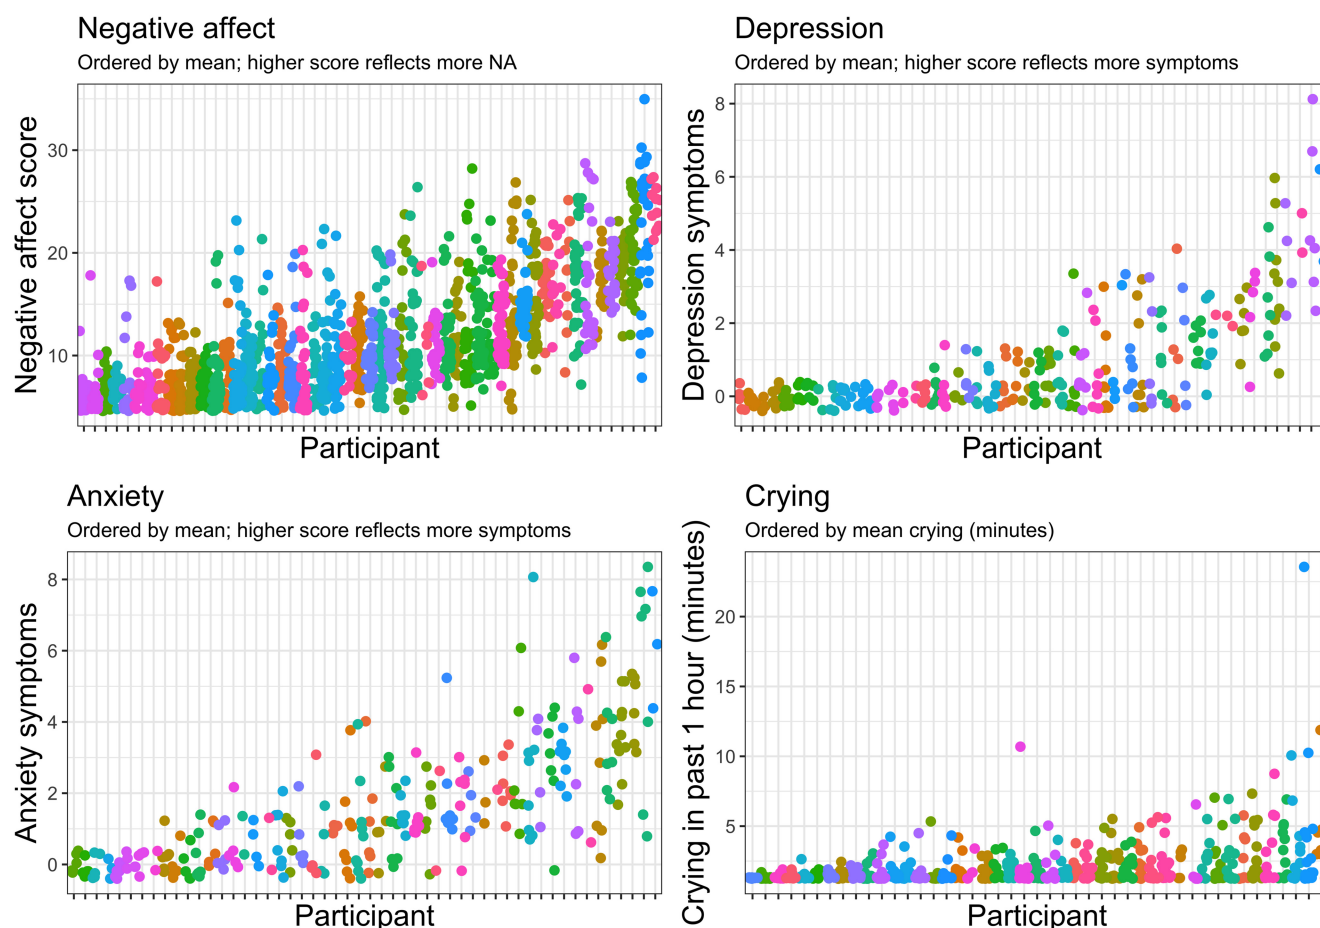 Negative affect
Ordered by mean; higher score reflects more NA
Negative affect score
30
20
10
Participant
Depression
Ordered by mean; higher score reflects more symptoms
Depression symptoms
8
6
4
2
0
Participant
Anxiety
Ordered by mean; higher score reflects more symptoms
Anxiety symptoms
8
6
4
2
0
Participant
Crying
Ordered by mean crying (minutes)
Crying in past 1 hour (minutes)
20
15
10
5
Participant